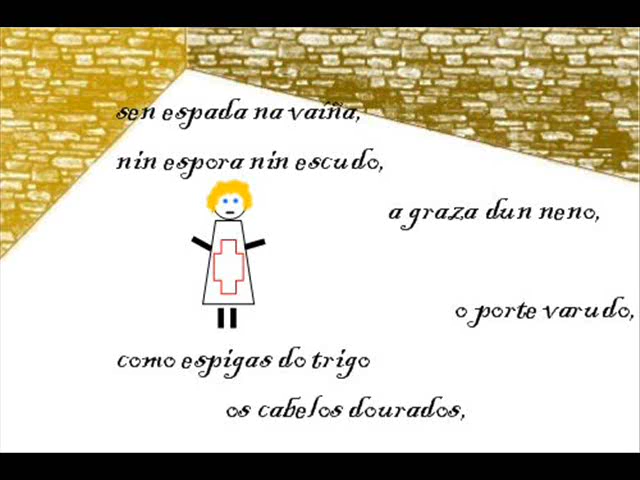 sen espada na vaíña,
nin espora nin escudo,
a graza dun neno,
o porte varudo,
como espigas do trigo
os cabelos dourados,